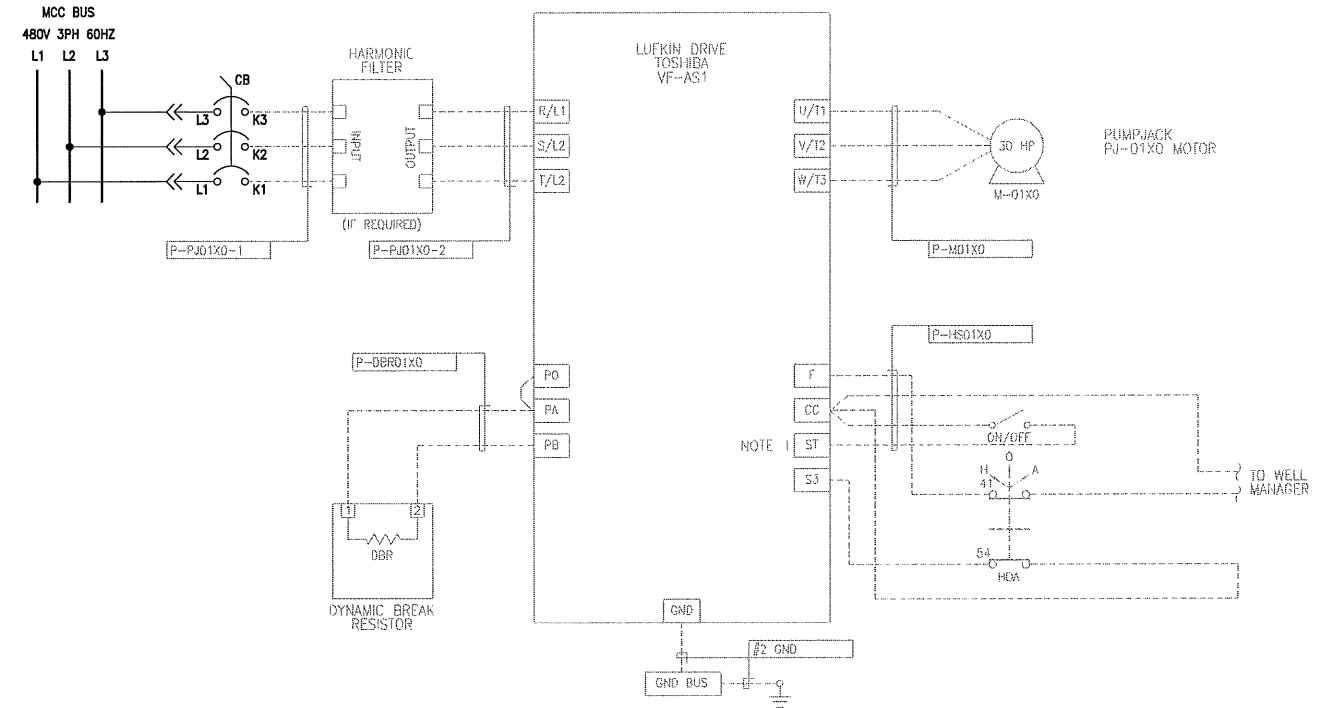 MCC BUS
480V 3PH 60HZ
L1 L2 L3
CB
L3 K3
L2 K2
L1 K1
HARMONIC
FILTER
INPUT
OUTPUT
(IF REQUIRED)
P-PJ01X0-1
P-PJ01X0-2
LUFKIN DRIVE
TOSHIBA
VF-AS1
R/L1
S/L2
T/L2
U/T1
V/T2
W/T3
30 HP
M-01X0
PUMPJACK
PJ-01X0 MOTOR
P-M01X0
P-HS01X0
P-DBR01X0
PO
PA
PB
F
CC
NOTE 1 ST
S3
ON/OFF
O
H A
41
54
HOA
TO WELL
MANAGER
1 2
DBR
DYNAMIC BREAK
RESISTOR
GND
#2 GND
GND BUS